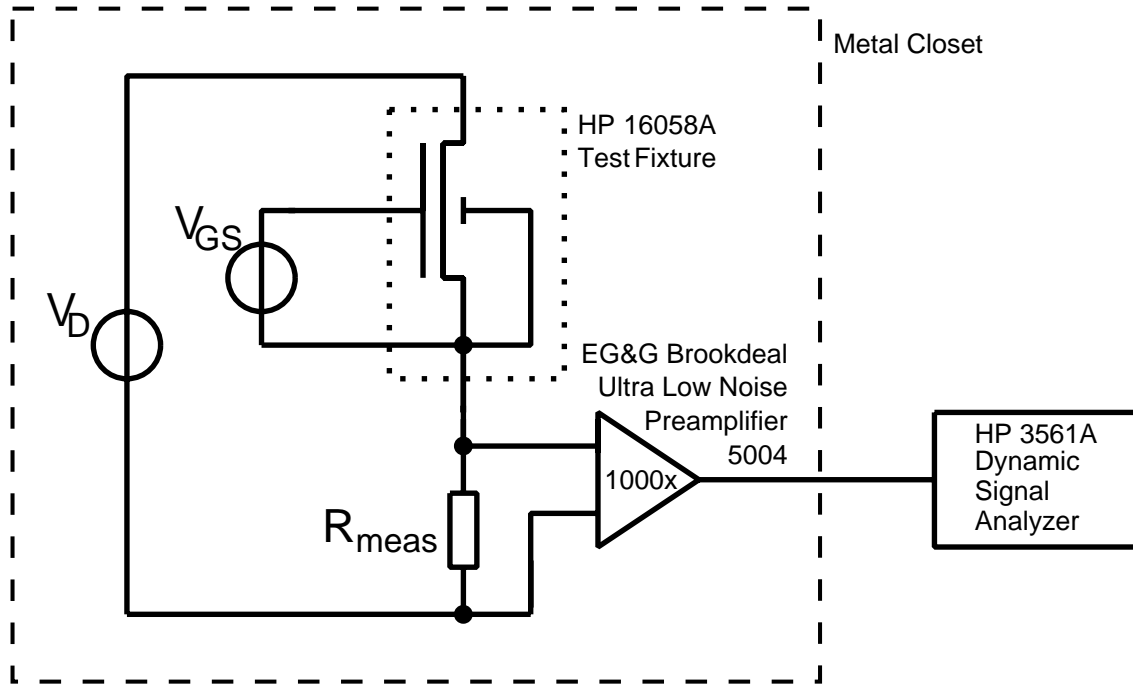 Metal Closet
HP 16058A
Test Fixture
VGS
VD
EG&G Brookdeal
Ultra Low Noise
Preamplifier
5004
1000x
HP 3561A
Dynamic
Signal
Analyzer
Rmeas